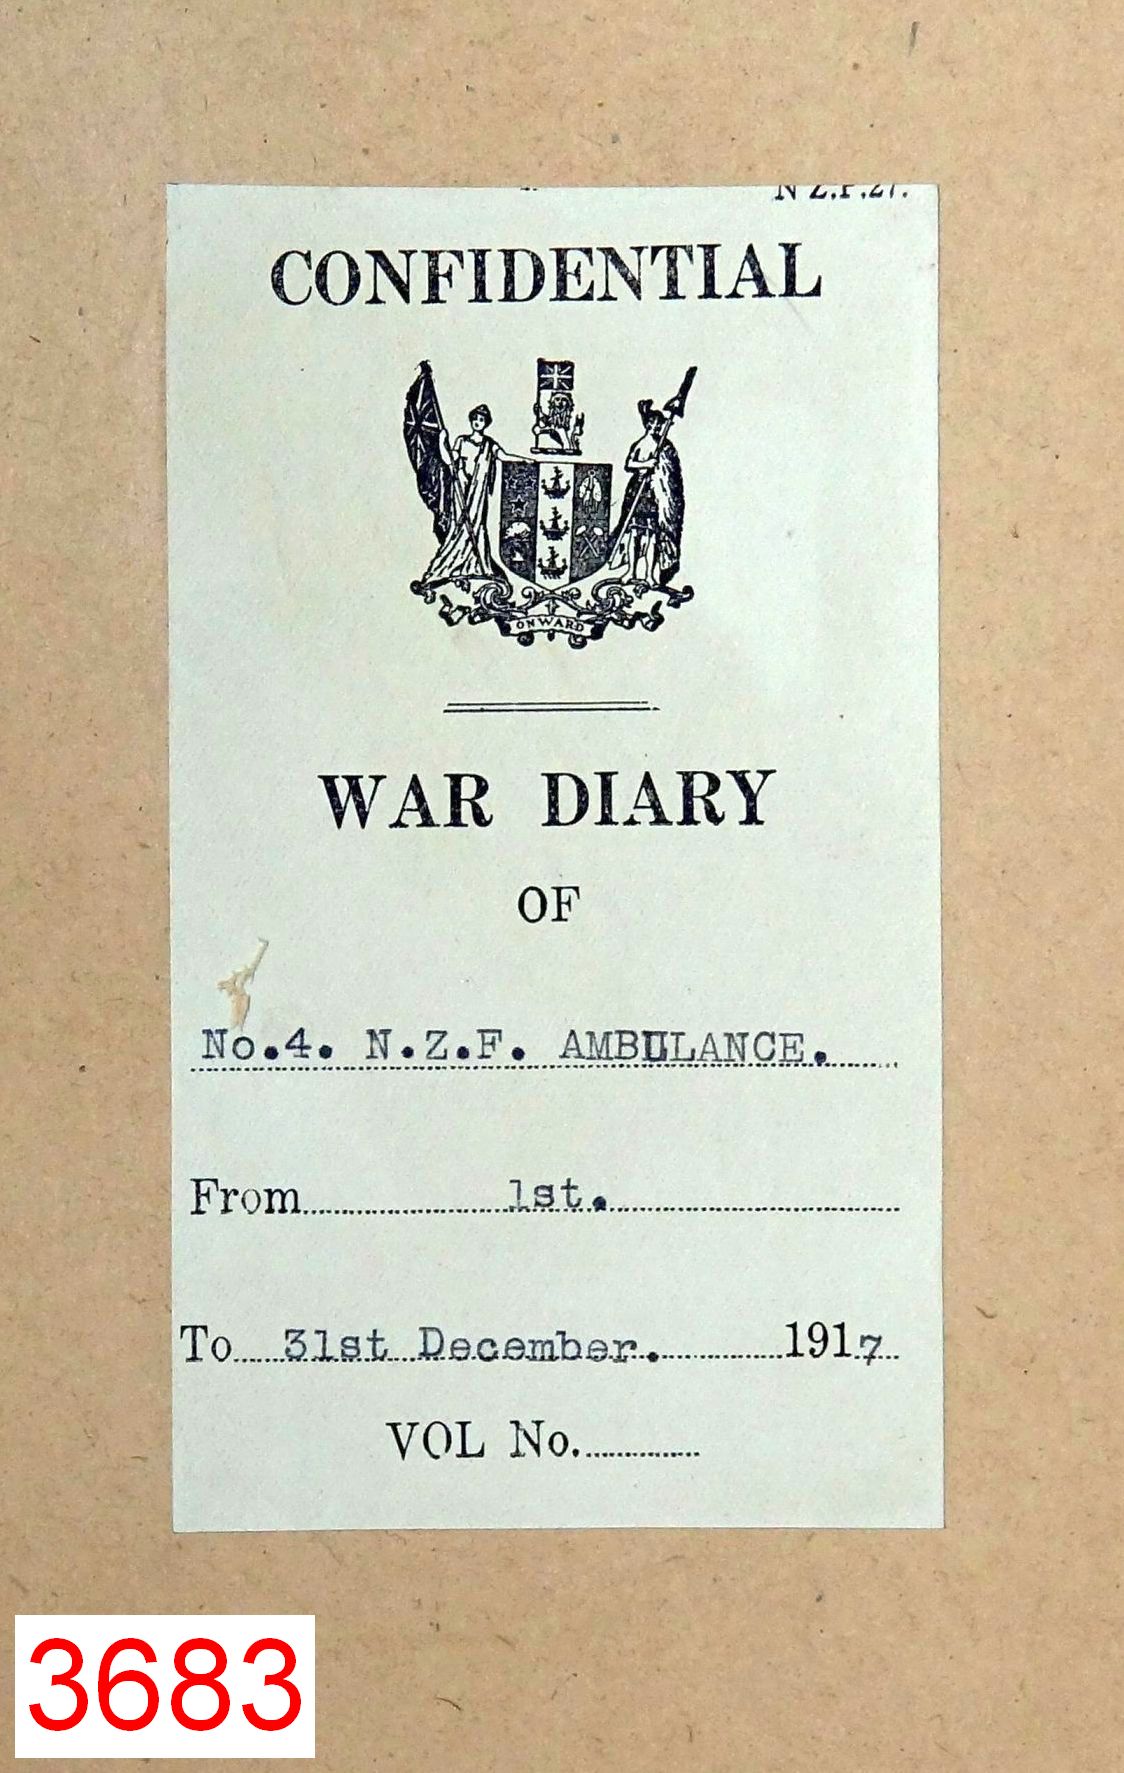 N Z.F.27.
CONFIDENTIAL
ONWARD
WAR DIARY
OF
No.4. N.Z.F. AMBULANCE.
From 1st.
To 31st December. 1917
VOL No.
3683